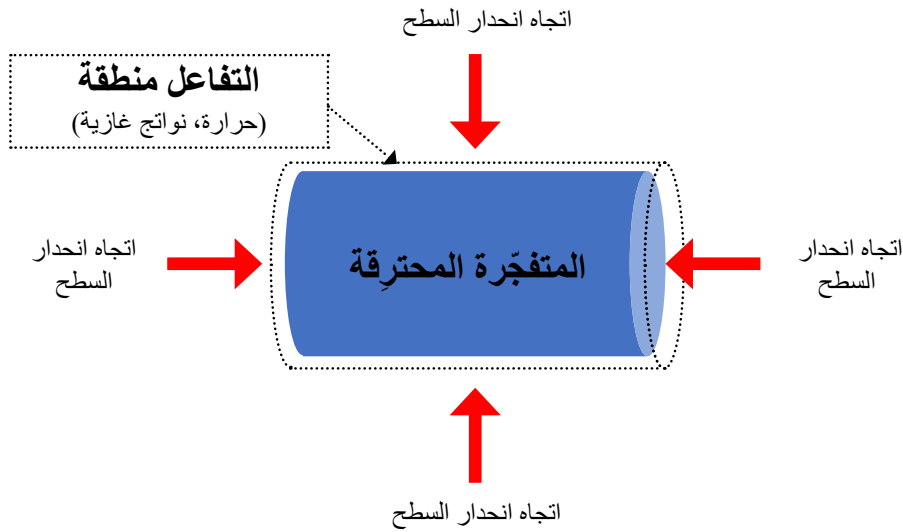 اتجاه انحدار السطح
التفاعل منطقة
(حرارة، نواتج غازية)
اتجاه انحدار
السطح
المتفجّرة المحترِقة
اتجاه انحدار
السطح
اتجاه انحدار السطح